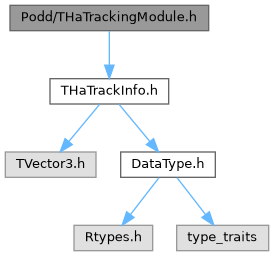 Podd/THaTrackingModule.h
THaTrackInfo.h
TVector3.h
DataType.h
Rtypes.h
type_traits